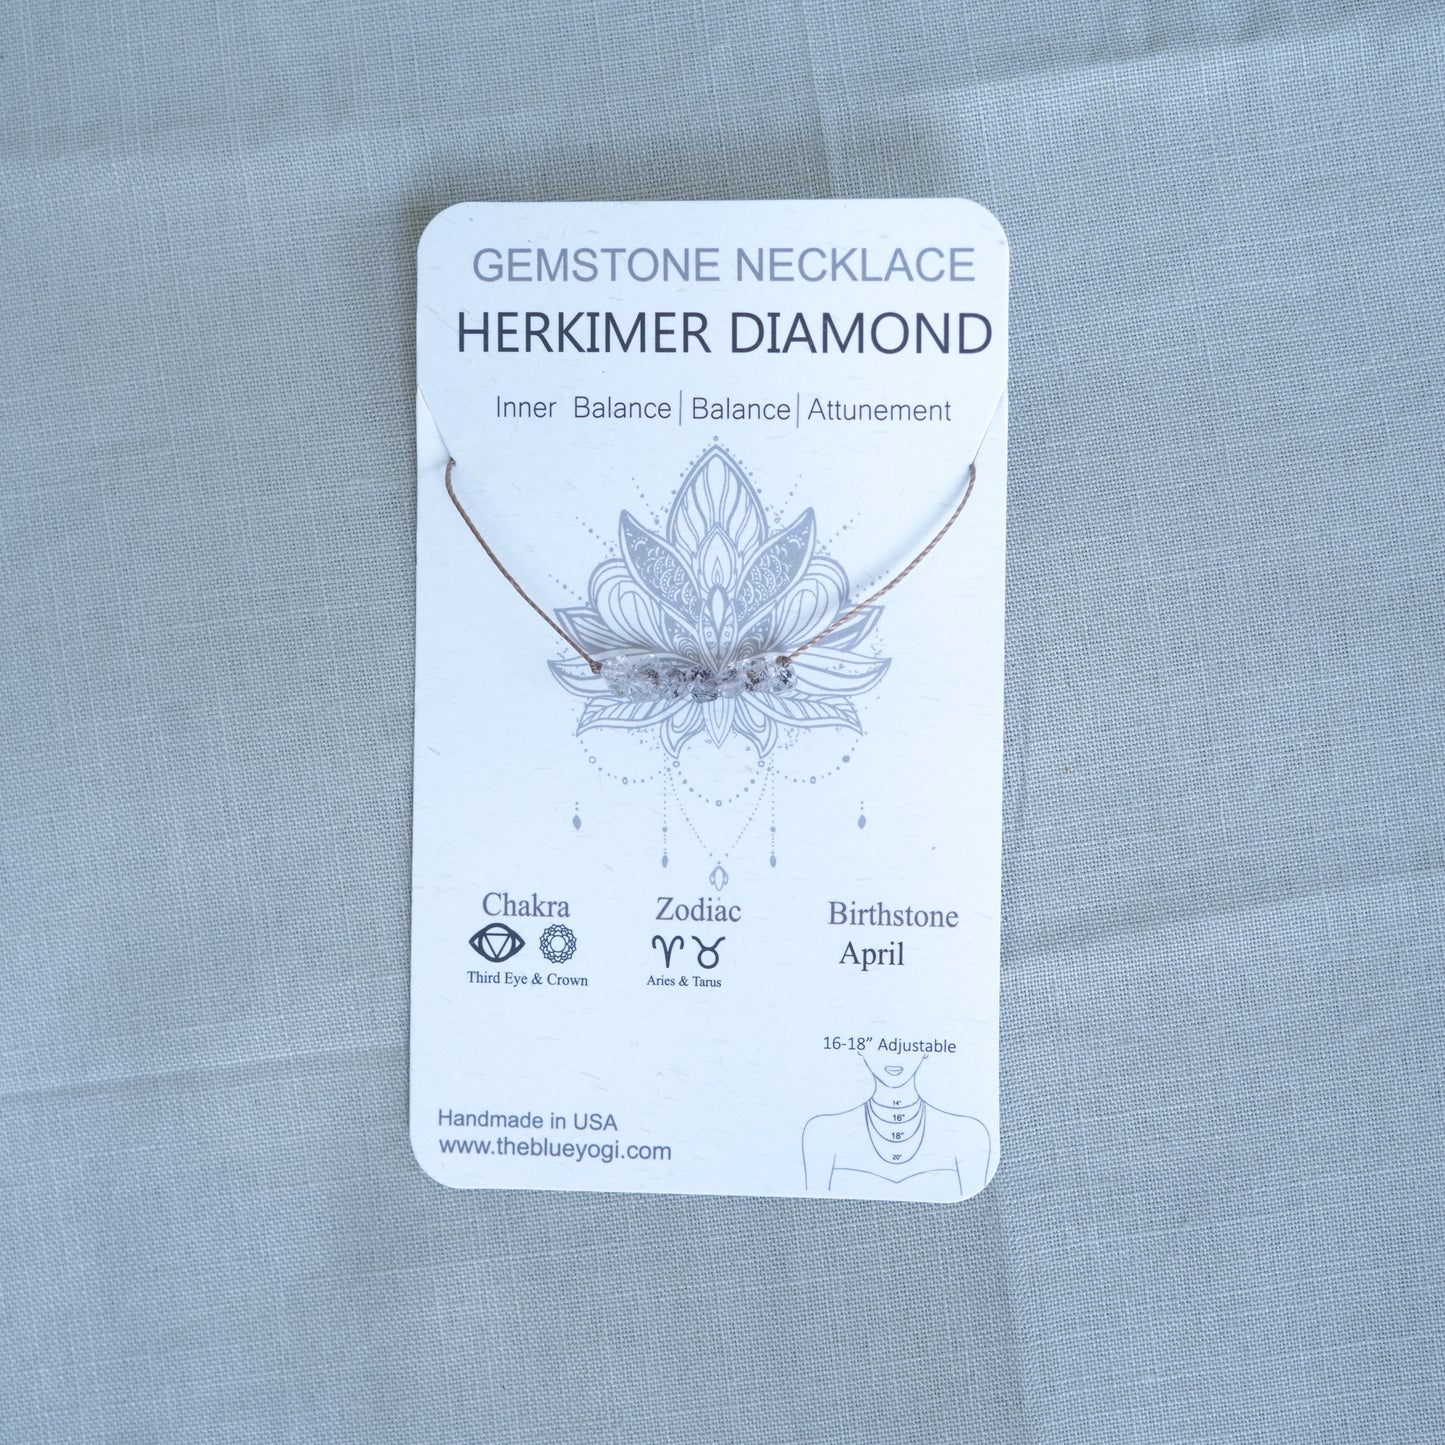 GEMSTONE NECKLACE
HERKIMER DIAMOND
Inner Balance|Balance|Attunement
Chakra Zodiac Birthstone
April
Third Eye & Crown Aries & Tarus
16-18" Adjustable
14"
16"
18"
20"
Handmade in USA
www.theblueyogi.com